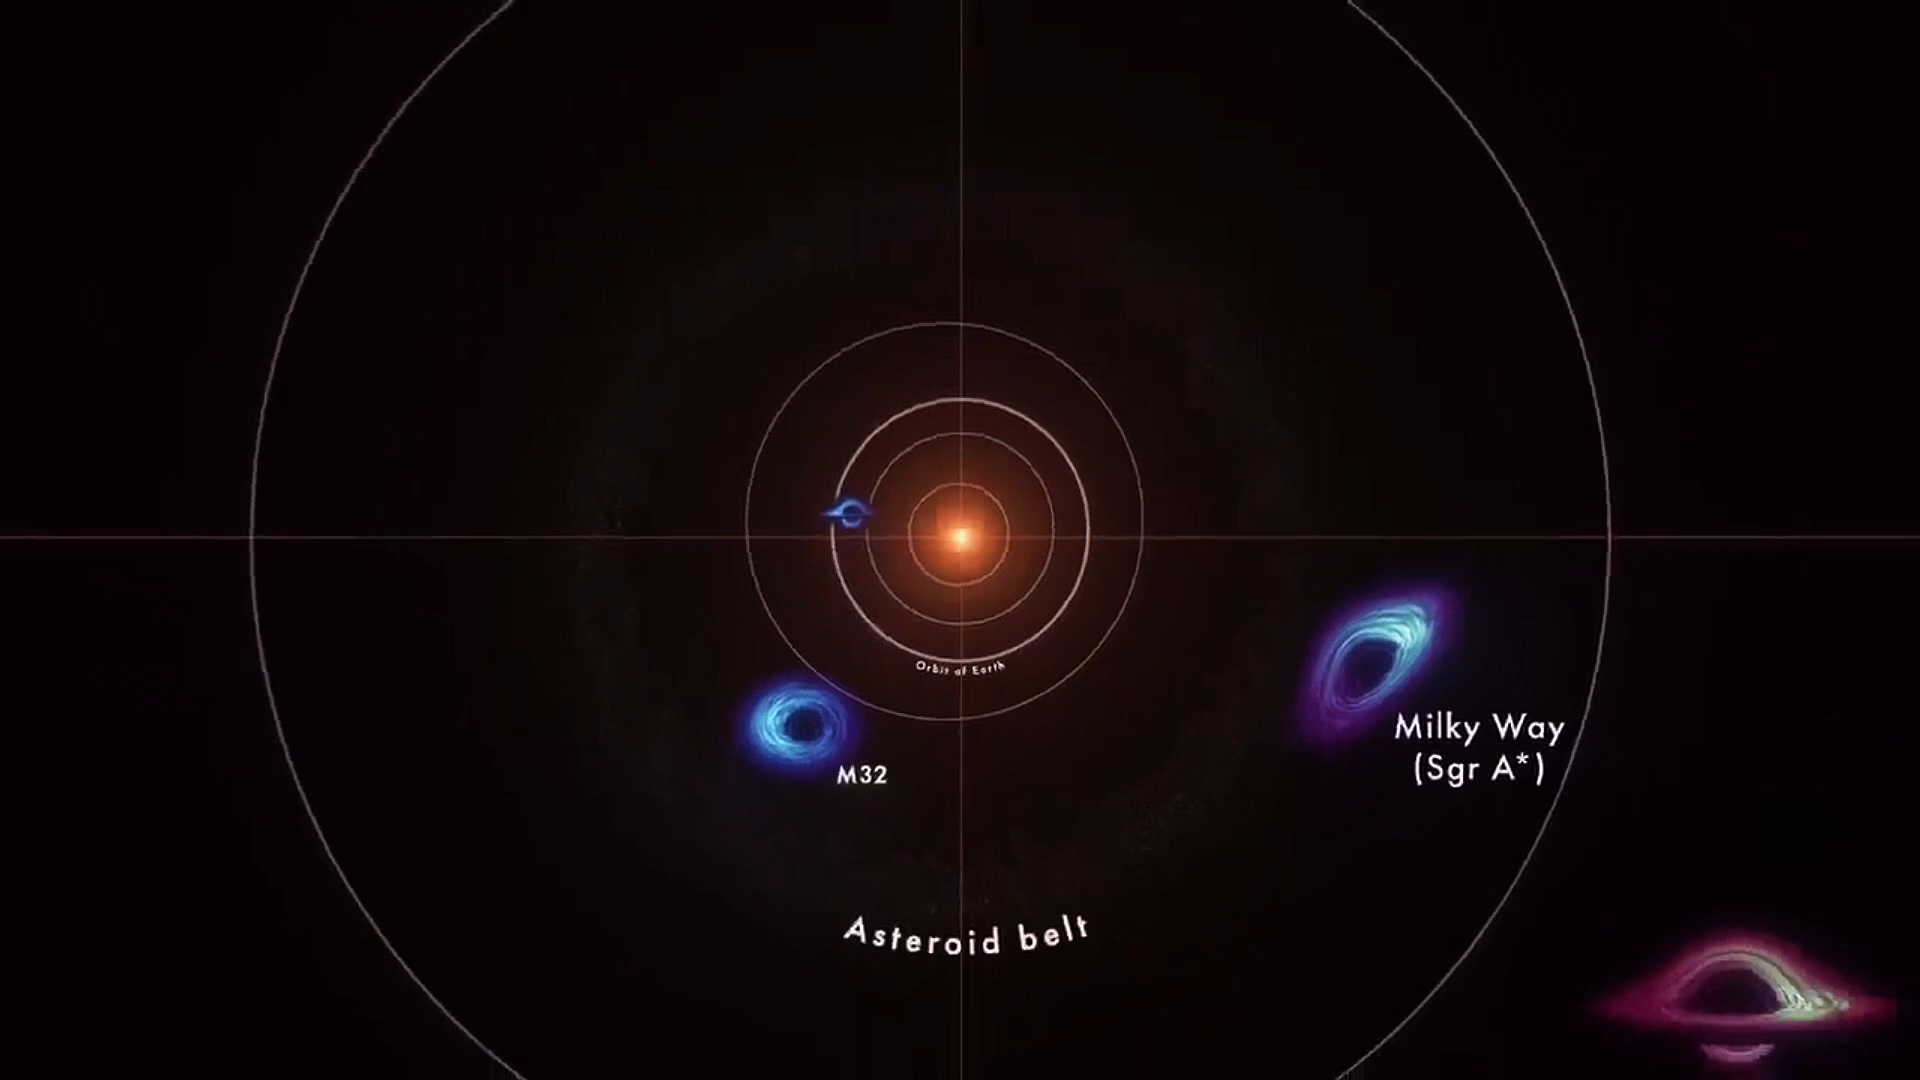 Orbit of Earth
Milky Way
(Sgr A*)
M32
Asteroid belt